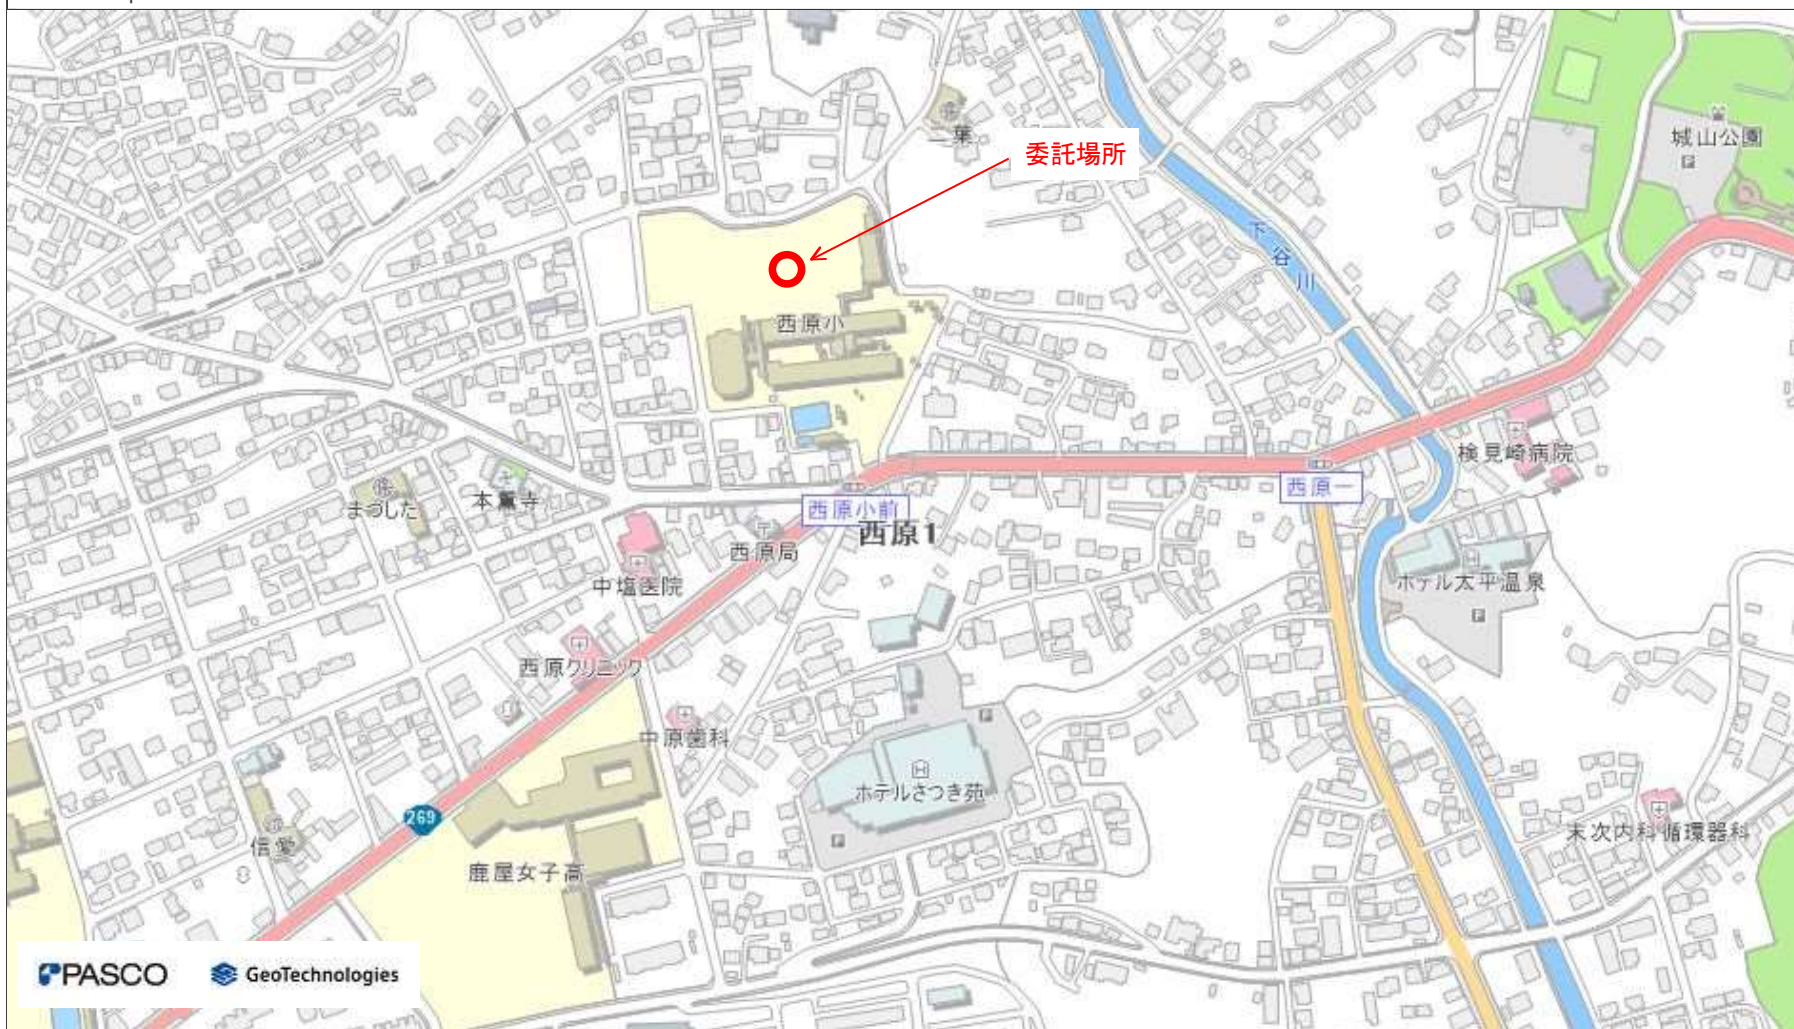 一葉
委託場所
城山公園
P
下谷川
西原小
検見崎病院
西原一
まつした
本薫寺
西原小前
西原1
西原局
中塩医院
ホテル太平温泉
P
西原クリニック
中原歯科
P
H
ホテルさつき苑
P
269
末次内科循環器科
信愛
鹿屋女子高
PASCO
GeoTechnologies